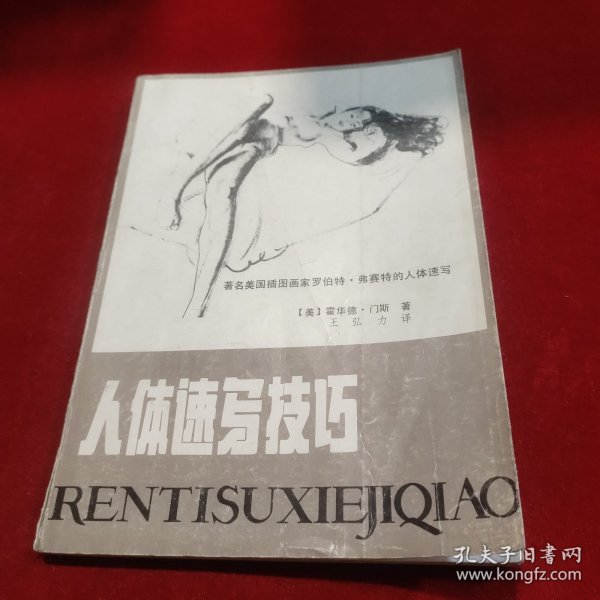 著名美国插图画家罗伯特·弗赛特的人体速写
【美】霍华德·门斯 著
王弘力 译
人体速写技巧
RENTISUXIEJIQIAO
孔夫子旧書网
www.kongfz.com